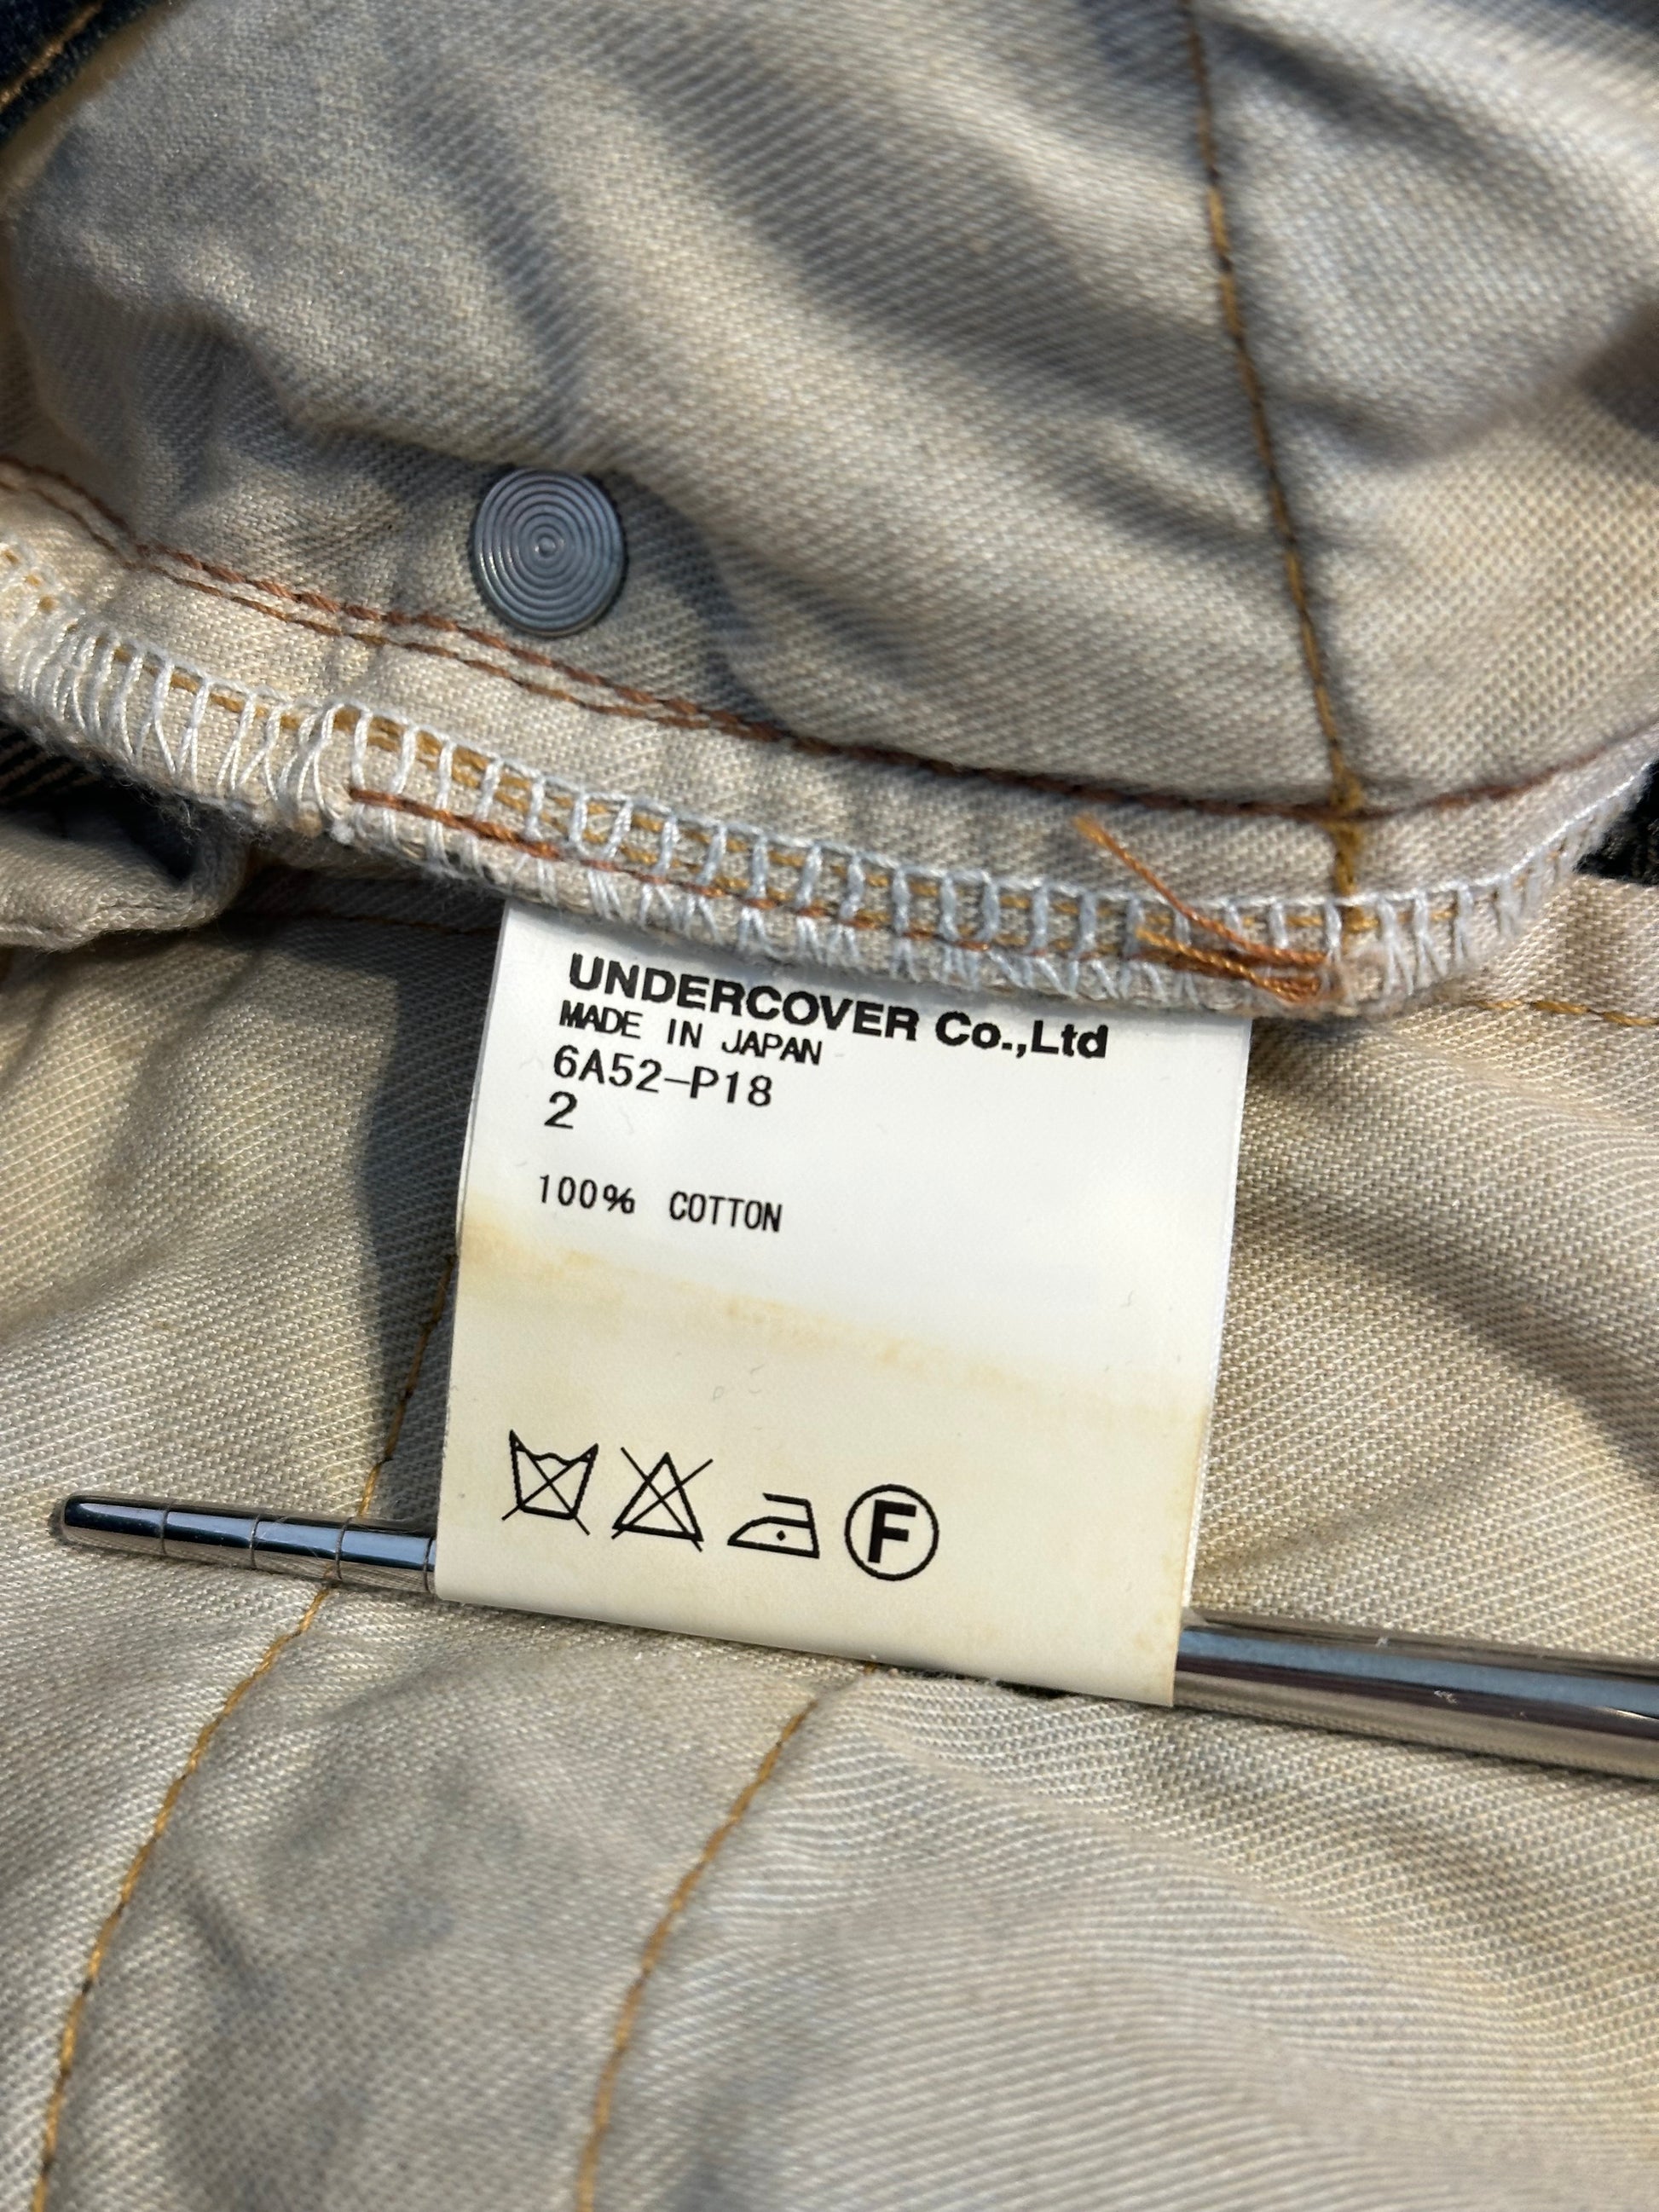 UNDERCOVER Co.,Ltd
MADE IN JAPAN
6A52-P18
2
100% COTTON
F